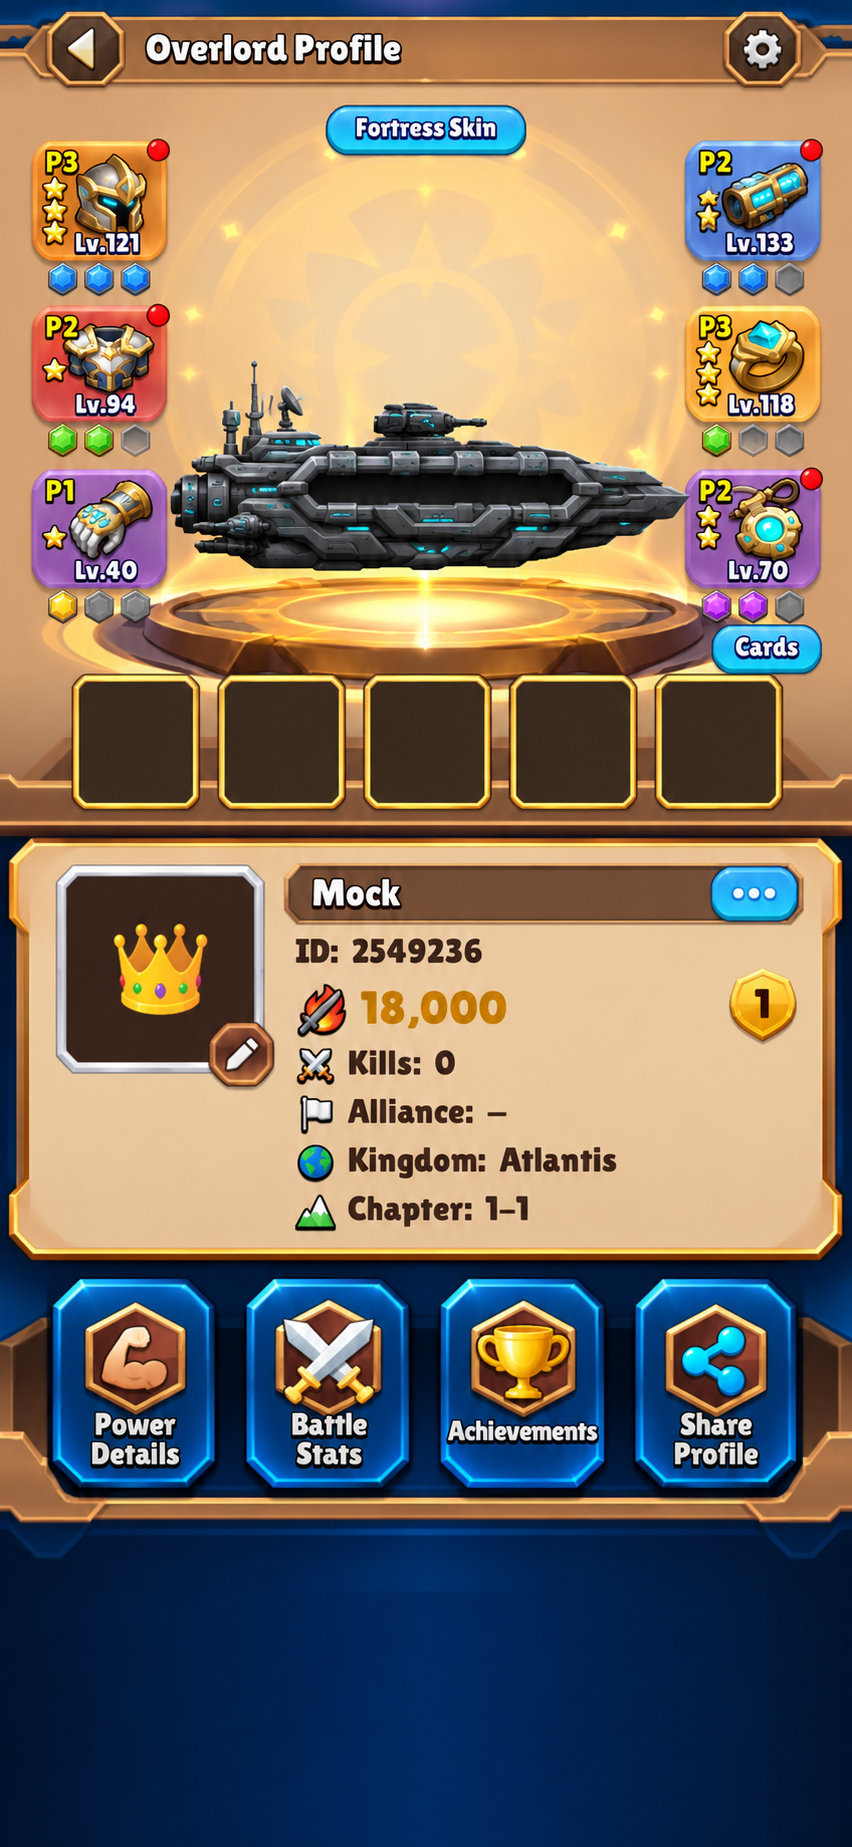 Overlord Profile
Fortress Skin
P3
Lv.121
P2
Lv.133
P2
Lv.94
P3
Lv.118
P1
Lv.40
P2
Lv.70
Cards
Mock
ID: 2549236
18,000
1
Kills: 0
Alliance: –
Kingdom: Atlantis
Chapter: 1–1
Power
Details
Battle
Stats
Achievements
Share
Profile